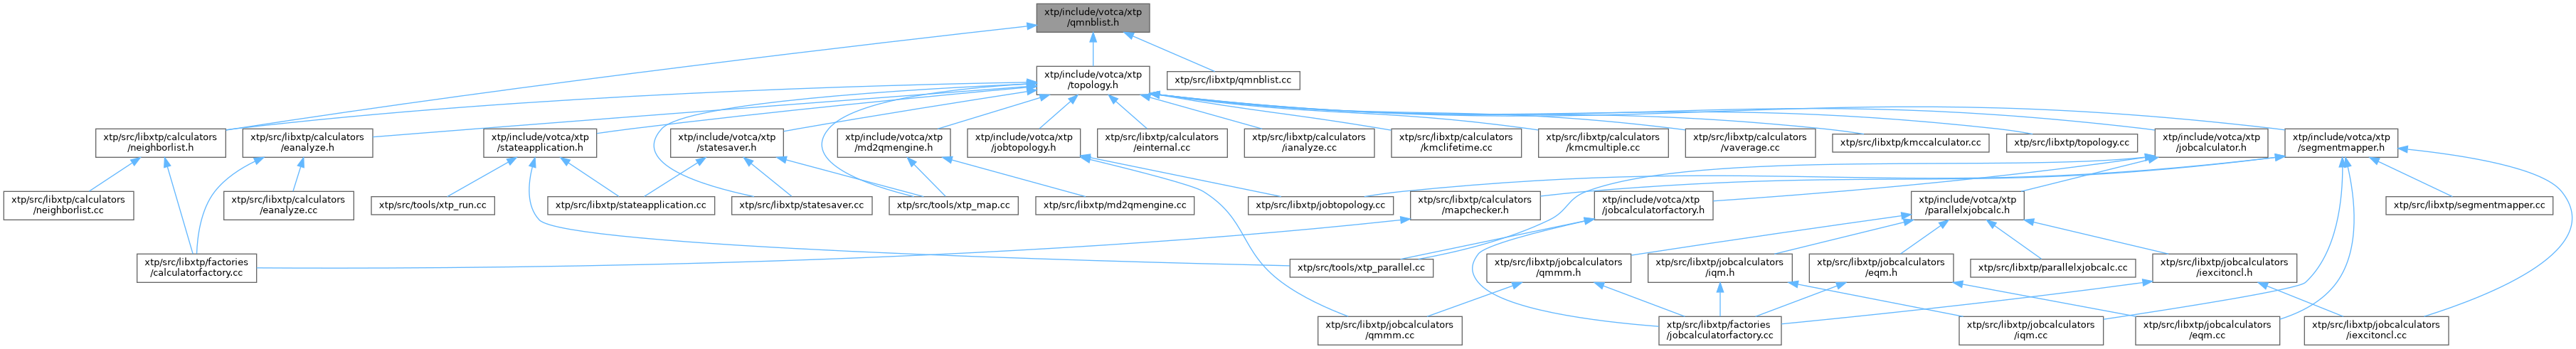 xtp/include/votca/xtp
/qmnblist.h
xtp/include/votca/xtp
/topology.h
xtp/src/libxtp/qmnblist.cc
xtp/src/libxtp/calculators
/neighborlist.h
xtp/src/libxtp/calculators
/eanalyze.h
xtp/include/votca/xtp
/stateapplication.h
xtp/include/votca/xtp
/statesaver.h
xtp/include/votca/xtp
/md2qmengine.h
xtp/include/votca/xtp
/jobtopology.h
xtp/src/libxtp/calculators
/einternal.cc
xtp/src/libxtp/calculators
/ianalyze.cc
xtp/src/libxtp/calculators
/kmclifetime.cc
xtp/src/libxtp/calculators
/kmcmultiple.cc
xtp/src/libxtp/calculators
/vaverage.cc
xtp/src/libxtp/kmccalculator.cc
xtp/src/libxtp/topology.cc
xtp/include/votca/xtp
/jobcalculator.h
xtp/include/votca/xtp
/segmentmapper.h
xtp/src/libxtp/calculators
/neighborlist.cc
xtp/src/libxtp/calculators
/eanalyze.cc
xtp/src/tools/xtp_run.cc
xtp/src/libxtp/stateapplication.cc
xtp/src/libxtp/statesaver.cc
xtp/src/tools/xtp_map.cc
xtp/src/libxtp/md2qmengine.cc
xtp/src/libxtp/jobtopology.cc
xtp/src/libxtp/calculators
/mapchecker.h
xtp/include/votca/xtp
/jobcalculatorfactory.h
xtp/include/votca/xtp
/parallelxjobcalc.h
xtp/src/libxtp/segmentmapper.cc
xtp/src/libxtp/factories
/calculatorfactory.cc
xtp/src/tools/xtp_parallel.cc
xtp/src/libxtp/jobcalculators
/qmmm.h
xtp/src/libxtp/jobcalculators
/iqm.h
xtp/src/libxtp/jobcalculators
/eqm.h
xtp/src/libxtp/parallelxjobcalc.cc
xtp/src/libxtp/jobcalculators
/iexcitoncl.h
xtp/src/libxtp/jobcalculators
/qmmm.cc
xtp/src/libxtp/factories
/jobcalculatorfactory.cc
xtp/src/libxtp/jobcalculators
/iqm.cc
xtp/src/libxtp/jobcalculators
/eqm.cc
xtp/src/libxtp/jobcalculators
/iexcitoncl.cc